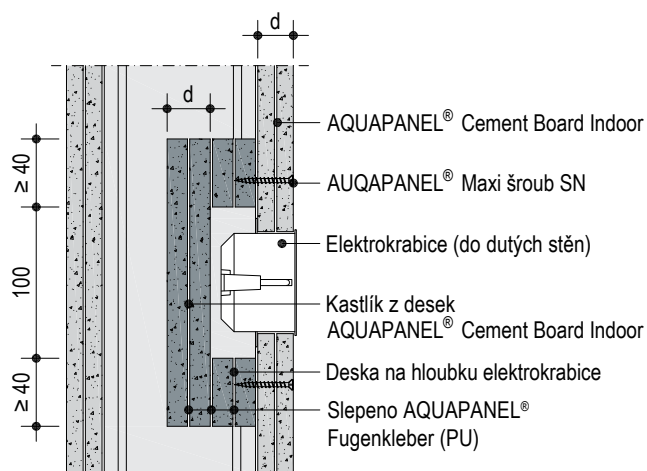 d
d
≥ 40
100
≥ 40
AQUAPANEL® Cement Board Indoor
AUQAPANEL® Maxi šroub SN
Elektrokrabice (do dutých stěn)
Kastlík z desek
AQUAPANEL® Cement Board Indoor
Deska na hloubku elektrokrabice
Slepeno AQUAPANEL®
Fugenkleber (PU)